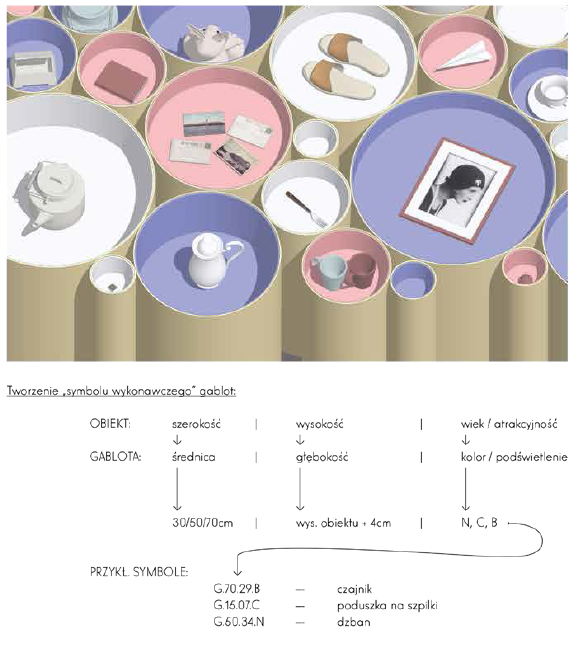 Tworzenie „symbolu wykonawczego" gablot:
OBIEKT: szerokość | wysokość | wiek / atrakcyjność
GABLOTA: średnica | głębokość | kolor / podświetlenie
30/50/70cm | wys. obiektu + 4cm | N, C, B
PRZYKŁ. SYMBOLE:
G.70.29.B — czajnik
G.15.07.C — poduszka na szpilki
G.50.34.N — dzban